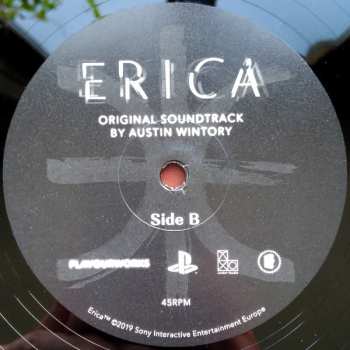 ERICA
ORIGINAL SOUNDTRACK
BY AUSTIN WINTORY
Side B
FLAVOURWORKS
45RPM
Erica™ ©2019 Sony Interactive Entertainment Europe